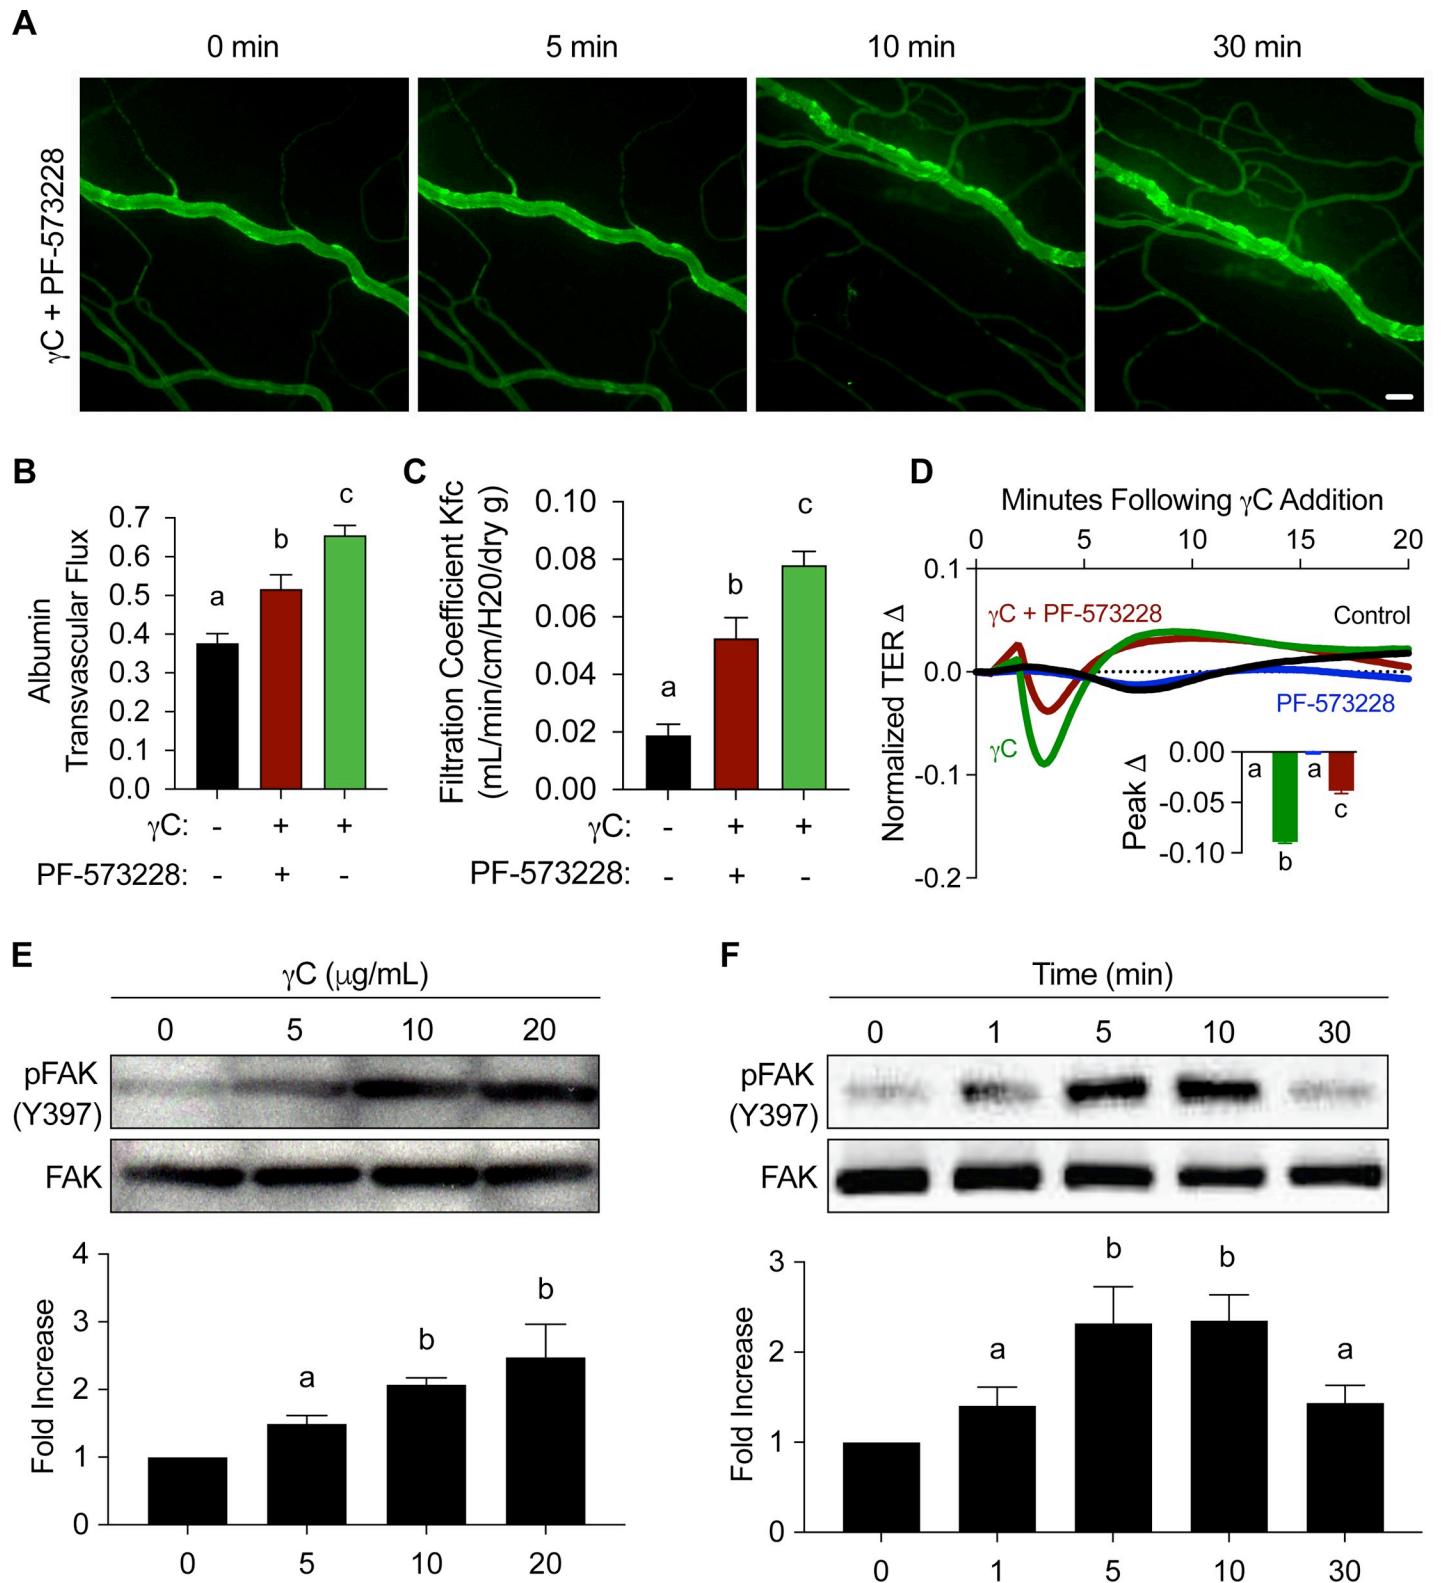 A
0 min 5 min 10 min 30 min
γC + PF-573228
B
Albumin
Transvascular Flux
0.7
0.6
0.5
0.4
0.3
0.2
0.1
0.0
a b c
γC: - + +
PF-573228: - + -
C
Filtration Coefficient Kfc
(mL/min/cm/H20/dry g)
0.10
0.08
0.06
0.04
0.02
0.00
a b c
γC: - + +
PF-573228: - + -
D
Minutes Following γC Addition
0 5 10 15 20
Normalized TER Δ
0.1
0.0
-0.1
-0.2
γC + PF-573228
Control
PF-573228
γC
Peak Δ
0.00
-0.05
-0.10
a b a c
E
γC (μg/mL)
0 5 10 20
pFAK
(Y397)
FAK
Fold Increase
4
3
2
1
0
a b b
0 5 10 20
F
Time (min)
0 1 5 10 30
pFAK
(Y397)
FAK
Fold Increase
3
2
1
0
a b b a
0 1 5 10 30